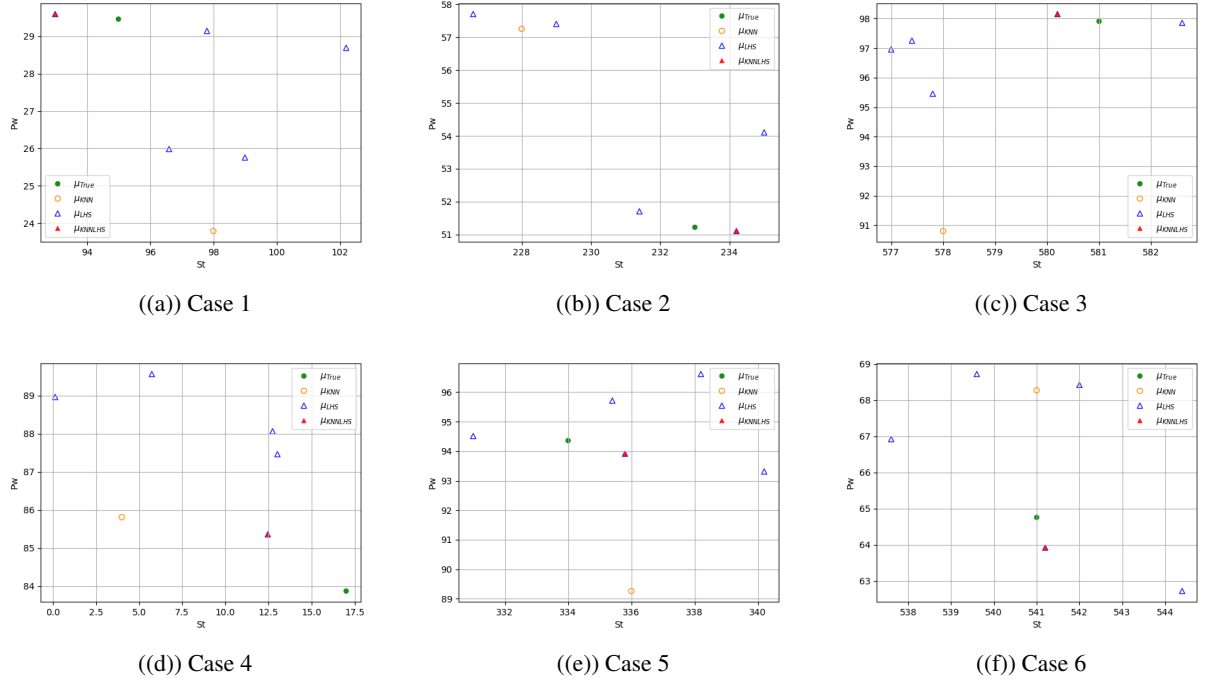 29
28
27
26
25
24
Pw
94
96
98
100
102
St
μTrue
μKNN
μLHS
μKNNLHS
((a)) Case 1
58
57
56
55
54
53
52
51
Pw
228
230
232
234
St
μTrue
μKNN
μLHS
μKNNLHS
((b)) Case 2
98
97
96
95
94
93
92
91
Pw
577
578
579
580
581
582
St
μTrue
μKNN
μLHS
μKNNLHS
((c)) Case 3
89
88
87
86
85
84
Pw
0.0
2.5
5.0
7.5
10.0
12.5
15.0
17.5
St
μTrue
μKNN
μLHS
μKNNLHS
((d)) Case 4
96
95
94
93
92
91
90
89
Pw
332
334
336
338
340
St
μTrue
μKNN
μLHS
μKNNLHS
((e)) Case 5
69
68
67
66
65
64
63
Pw
538
539
540
541
542
543
544
St
μTrue
μKNN
μLHS
μKNNLHS
((f)) Case 6